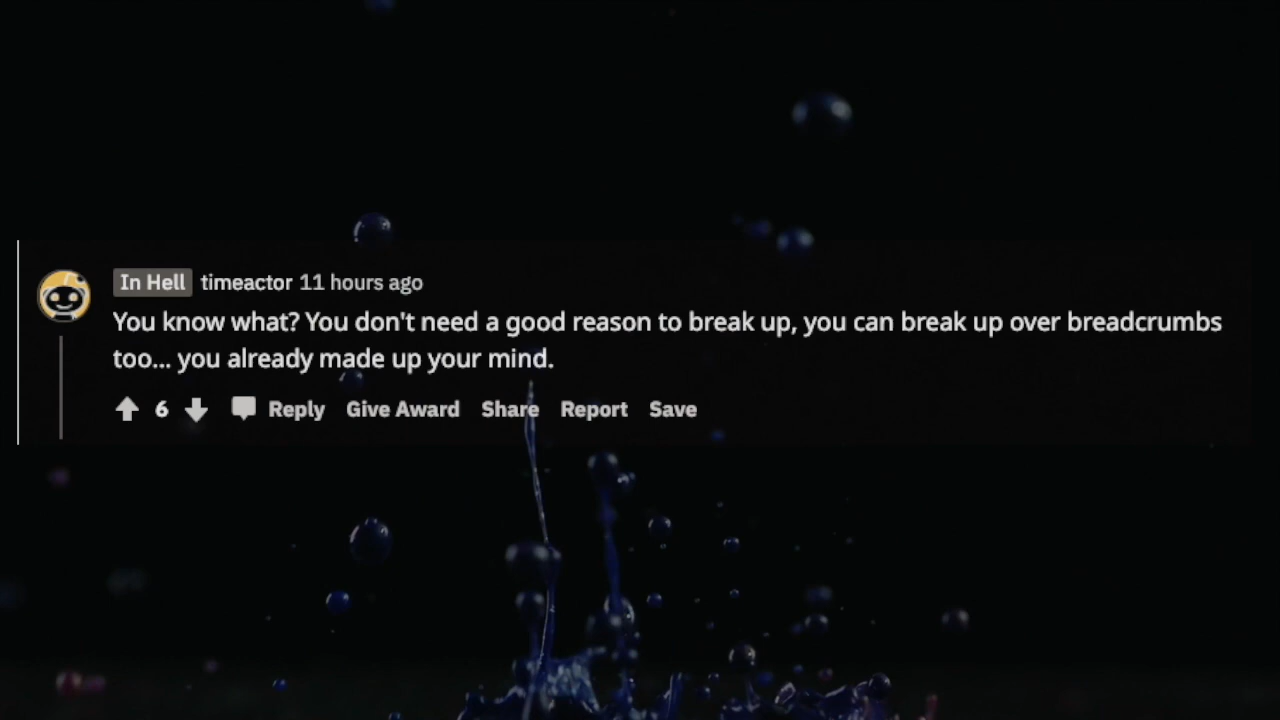 In Hell timeactor 11 hours ago
You know what? You don't need a good reason to break up, you can break up over breadcrumbs
too... you already made up your mind.
6 Reply Give Award Share Report Save